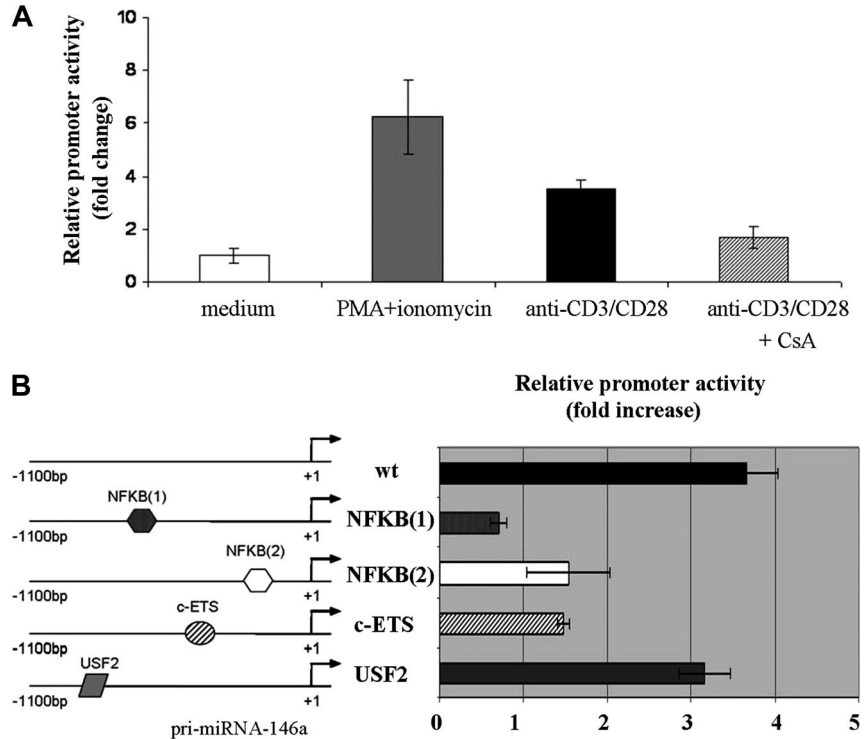 A
Relative promoter activity
(fold change)
10
8
6
4
2
0
medium
PMA+ionomycin
anti-CD3/CD28
anti-CD3/CD28
+ CsA
B
Relative promoter activity
(fold increase)
-1100bp
+1
wt
NFKB(1)
-1100bp
+1
NFKB(1)
NFKB(2)
-1100bp
+1
NFKB(2)
c-ETS
-1100bp
+1
c-ETS
USF2
-1100bp
+1
USF2
pri-miRNA-146a
0 1 2 3 4 5